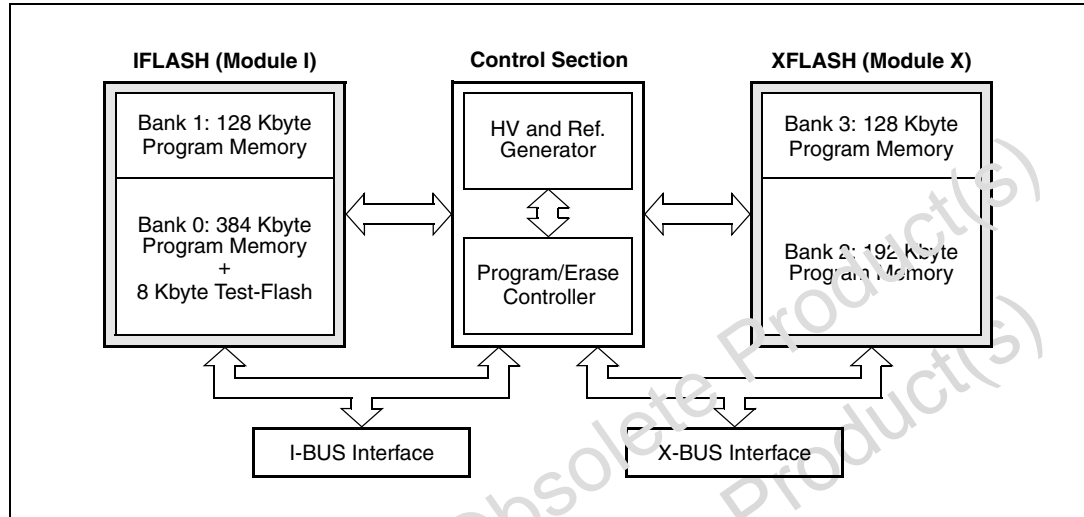 IFLASH (Module I)
Control Section
XFLASH (Module X)
Bank 1: 128 Kbyte
Program Memory
Bank 0: 384 Kbyte
Program Memory
+
8 Kbyte Test-Flash
HV and Ref.
Generator
Program/Erase
Controller
Bank 3: 128 Kbyte
Program Memory
Bank 2: 192 Kbyte
Program Memory
I-BUS Interface
X-BUS Interface
Obsolete Product(s)
Product(s)